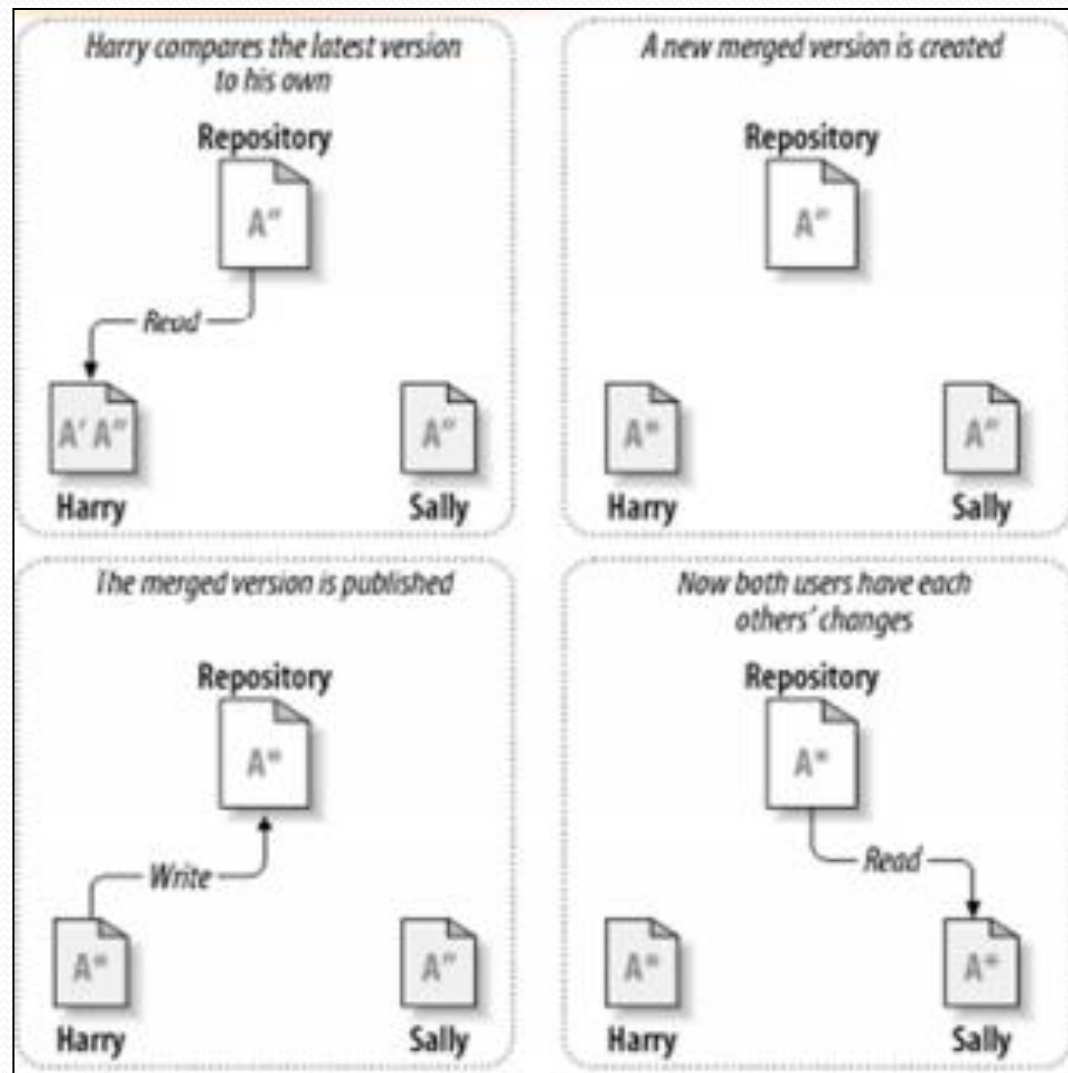 Harry compares the latest version
to his own
Repository
A"
Read
A' A"
Harry
A"
Sally
A new merged version is created
Repository
A"
A*
Harry
A"
Sally
The merged version is published
Repository
A*
Write
A*
Harry
A"
Sally
Now both users have each
others' changes
Repository
A*
Read
A*
Harry
A*
Sally